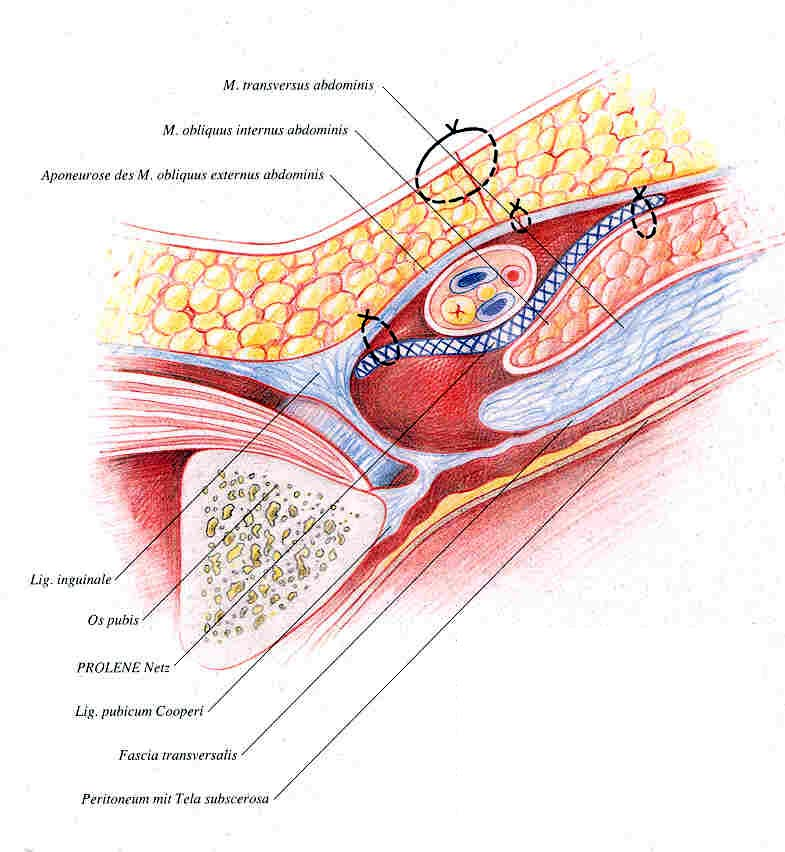 M. transversus abdominis
M. obliquus internus abdominis
Aponeurose des M. obliquus externus abdominis
Lig. inguinale
Os pubis
PROLENE Netz
Lig. pubicum Cooperi
Fascia transversalis
Peritoneum mit Tela subscerosa